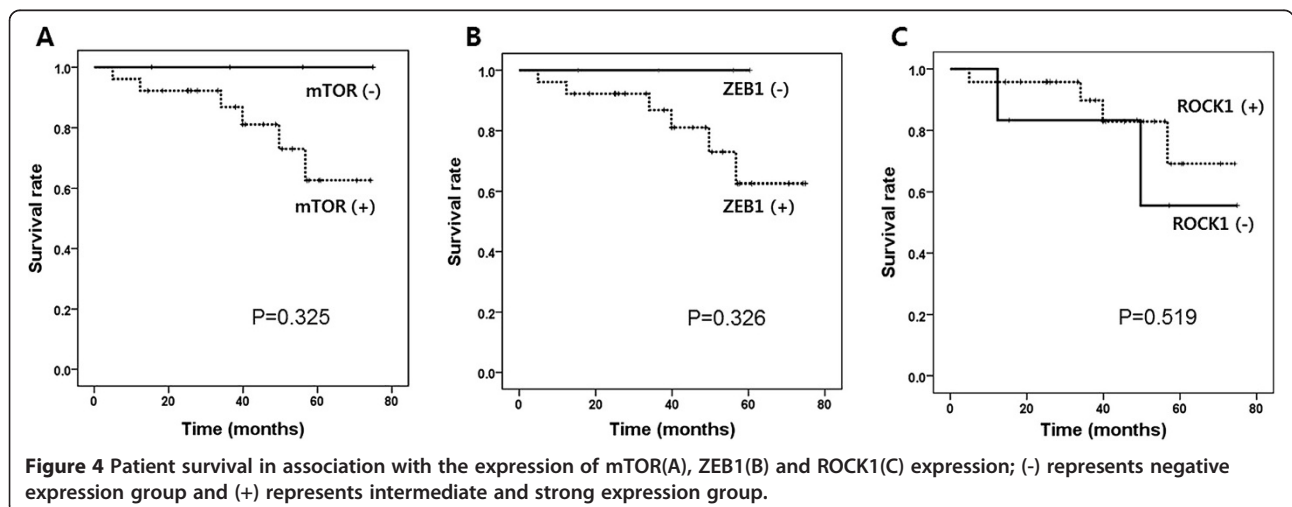 A
Survival rate
1.0
0.8
0.6
0.4
0.2
0.0
mTOR (-)
mTOR (+)
P=0.325
0 20 40 60 80
Time (months)
B
Survival rate
1.0
0.8
0.6
0.4
0.2
0.0
ZEB1 (-)
ZEB1 (+)
P=0.326
0 20 40 60 80
Time (months)
C
Survival rate
1.0
0.8
0.6
0.4
0.2
0.0
ROCK1 (+)
ROCK1 (-)
P=0.519
0 20 40 60 80
Time (months)
Figure 4 Patient survival in association with the expression of mTOR(A), ZEB1(B) and ROCK1(C) expression; (-) represents negative
expression group and (+) represents intermediate and strong expression group.